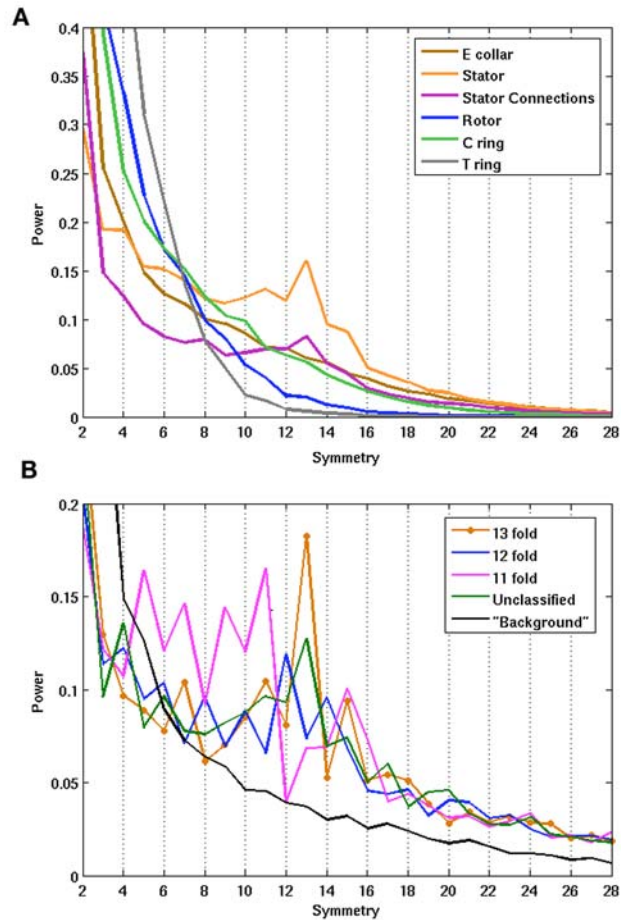 A
0.4
0.35
0.3
0.25
0.2
0.15
0.1
0.05
0
Power
E collar
Stator
Stator Connections
Rotor
C ring
T ring
2 4 6 8 10 12 14 16 18 20 22 24 26 28
Symmetry
B
0.2
0.15
0.1
0.05
0
Power
13 fold
12 fold
11 fold
Unclassified
"Background"
2 4 6 8 10 12 14 16 18 20 22 24 26 28
Symmetry